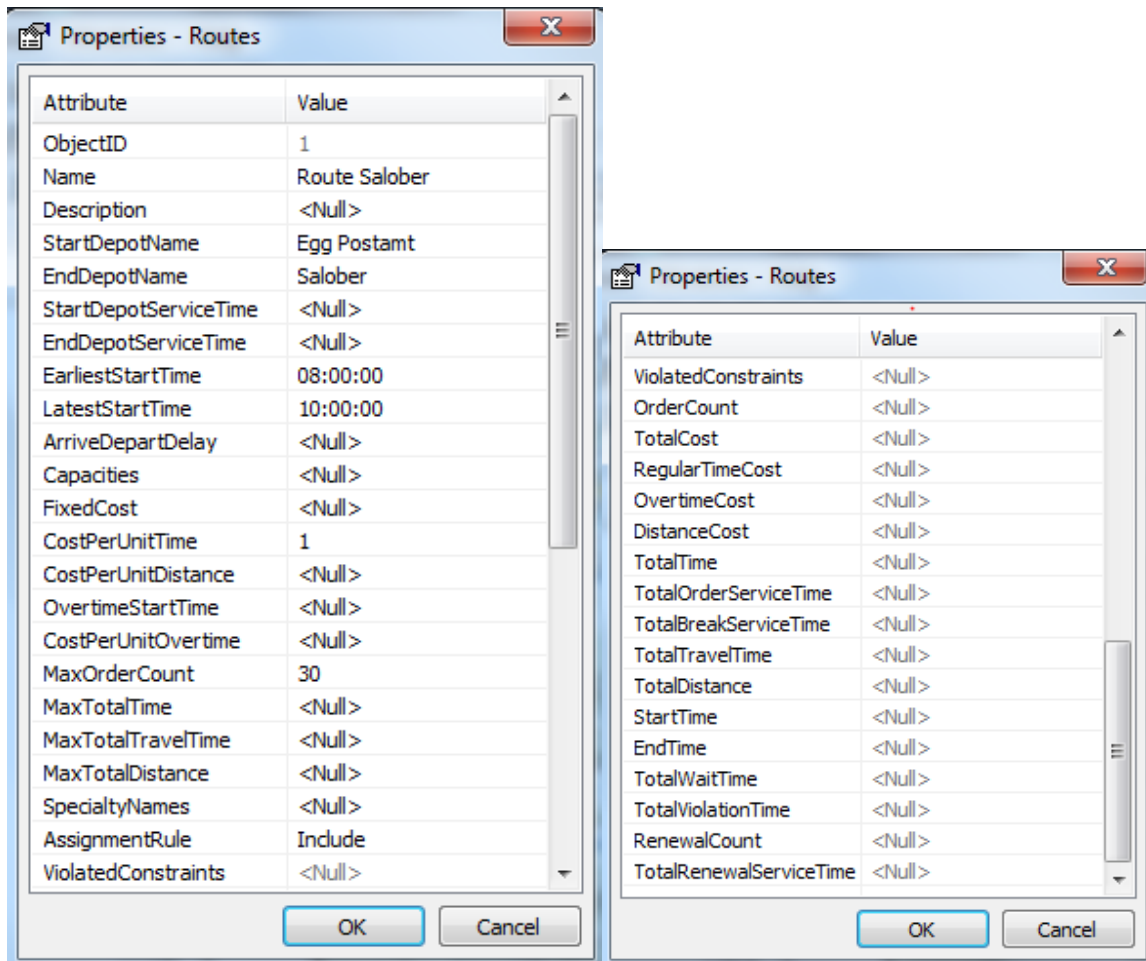 Properties - Routes
Attribute Value
ObjectID 1
Name Route Salober
Description <Null>
StartDepotName Egg Postamt
EndDepotName Salober
StartDepotServiceTime <Null>
EndDepotServiceTime <Null>
EarliestStartTime 08:00:00
LatestStartTime 10:00:00
ArriveDepartDelay <Null>
Capacities <Null>
FixedCost <Null>
CostPerUnitTime 1
CostPerUnitDistance <Null>
OvertimeStartTime <Null>
CostPerUnitOvertime <Null>
MaxOrderCount 30
MaxTotalTime <Null>
MaxTotalTravelTime <Null>
MaxTotalDistance <Null>
SpecialtyNames <Null>
AssignmentRule Include
ViolatedConstraints <Null>
OK Cancel
Properties - Routes
Attribute Value
ViolatedConstraints <Null>
OrderCount <Null>
TotalCost <Null>
RegularTimeCost <Null>
OvertimeCost <Null>
DistanceCost <Null>
TotalTime <Null>
TotalOrderServiceTime <Null>
TotalBreakServiceTime <Null>
TotalTravelTime <Null>
TotalDistance <Null>
StartTime <Null>
EndTime <Null>
TotalWaitTime <Null>
TotalViolationTime <Null>
RenewalCount <Null>
TotalRenewalServiceTime <Null>
OK Cancel